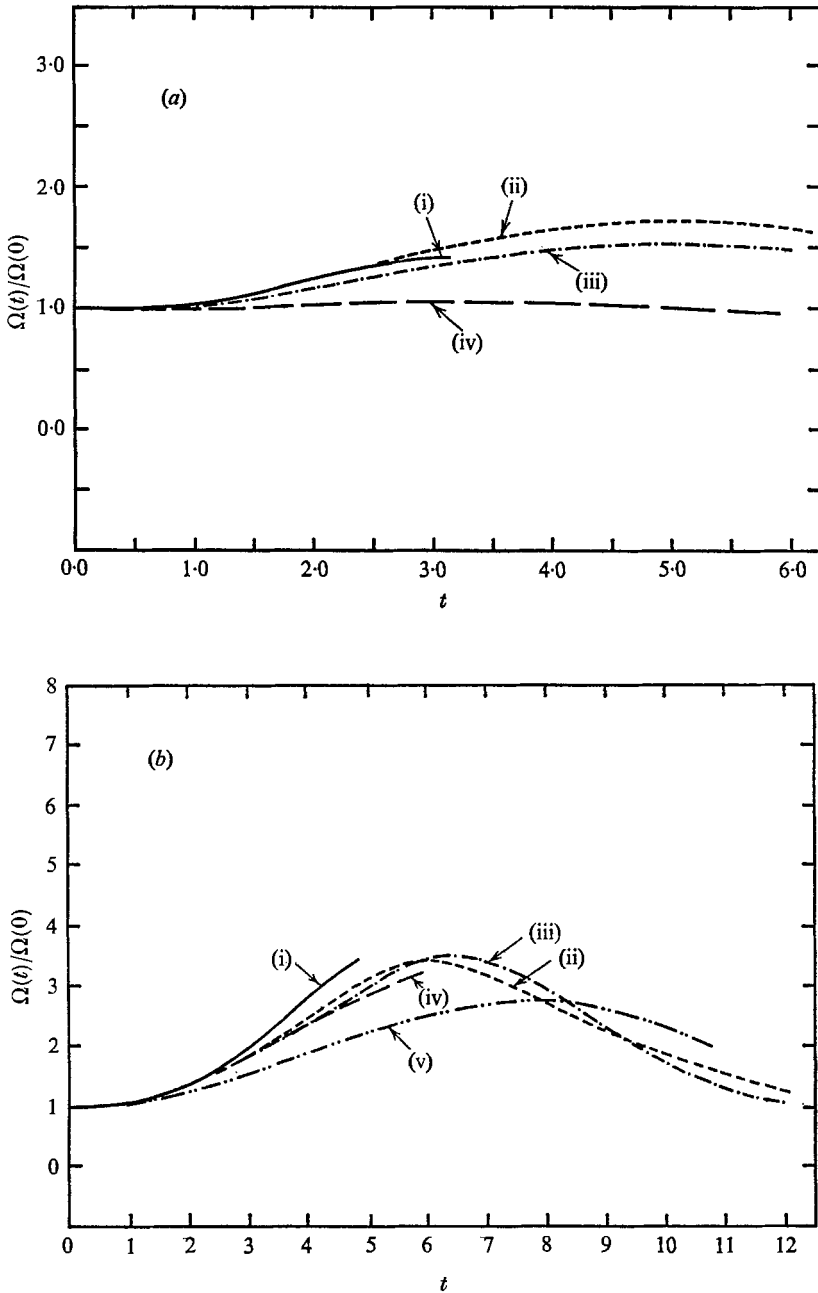 (a)
3·0
2·0
1·0
0·0
Ω(t)/Ω(0)
(i)
(ii)
(iii)
(iv)
0·0 1·0 2·0 3·0 4·0 5·0 6·0
t
(b)
8
7
6
5
4
3
2
1
0
Ω(t)/Ω(0)
(i)
(iii)
(ii)
(iv)
(v)
0 1 2 3 4 5 6 7 8 9 10 11 12
t